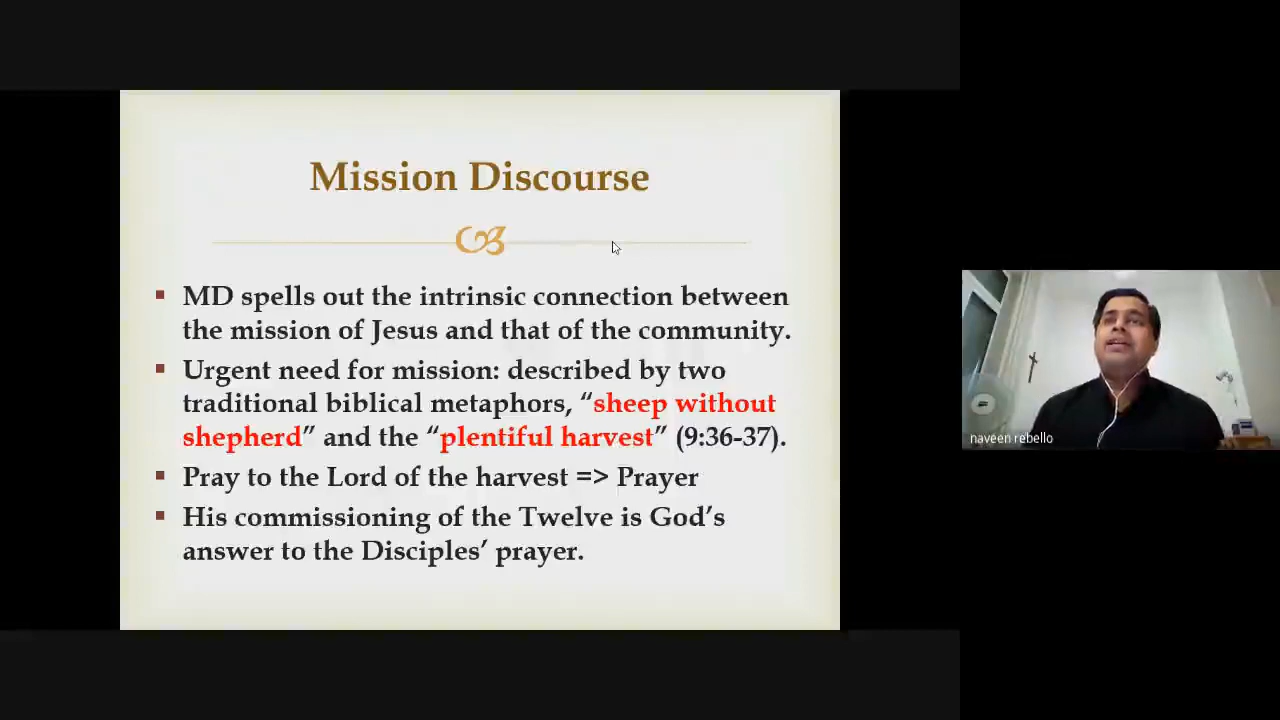 Mission Discourse
MD spells out the intrinsic connection between
the mission of Jesus and that of the community.
Urgent need for mission: described by two
traditional biblical metaphors, “sheep without
shepherd” and the “plentiful harvest” (9:36-37).
Pray to the Lord of the harvest => Prayer
His commissioning of the Twelve is God’s
answer to the Disciples’ prayer.
naveen rebello